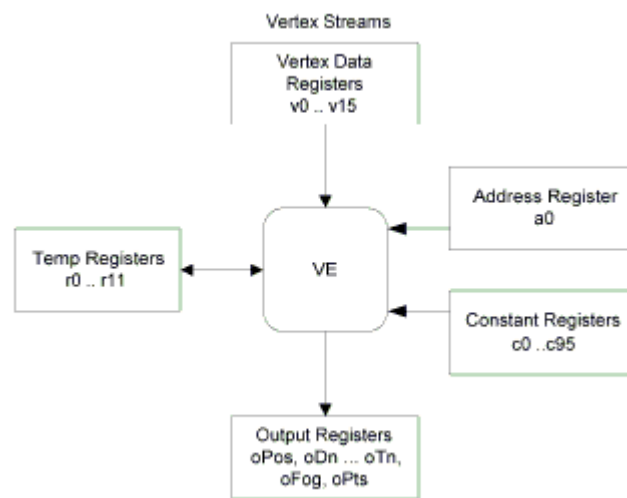 Vertex Streams
Vertex Data
Registers
v0 .. v15
Address Register
a0
Temp Registers
r0 .. r11
VE
Constant Registers
c0 ..c95
Output Registers
oPos, oDn ... oTn,
oFog, oPts